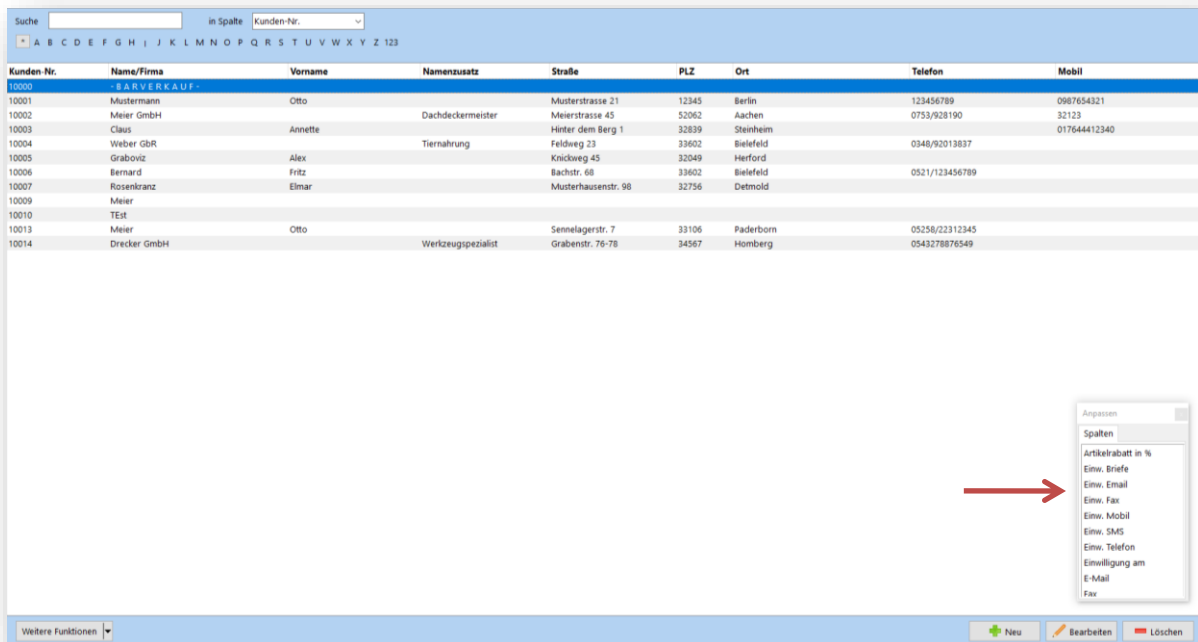 Suche in Spalte Kunden-Nr.
* A B C D E F G H I J K L M N O P Q R S T U V W X Y Z 123
Kunden-Nr. Name/Firma Vorname Namenzusatz Straße PLZ Ort Telefon Mobil
10000 - B A R V E R K A U F -
10001 Mustermann Otto Musterstrasse 21 12345 Berlin 123456789 0987654321
10002 Meier GmbH Dachdeckermeister Meierstrasse 45 52062 Aachen 0753/928190 32123
10003 Claus Annette Hinter dem Berg 1 32839 Steinheim 017644412340
10004 Weber GbR Tiernahrung Feldweg 23 33602 Bielefeld 0348/92013837
10005 Graboviz Alex Knickweg 45 32049 Herford
10006 Bernard Fritz Bachstr. 68 33602 Bielefeld 0521/123456789
10007 Rosenkranz Elmar Musterhausenstr. 98 32756 Detmold
10009 Meier
10010 TEst
10013 Meier Otto Sennelagerstr. 7 33106 Paderborn 05258/22312345
10014 Drecker GmbH Werkzeugspezialist Grabenstr. 76-78 34567 Homberg 0543278876549
Anpassen
Spalten
Artikelrabatt in %
Einw. Briefe
Einw. Email
Einw. Fax
Einw. Mobil
Einw. SMS
Einw. Telefon
Einwilligung am
E-Mail
Fax
Weitere Funktionen Neu Bearbeiten Löschen